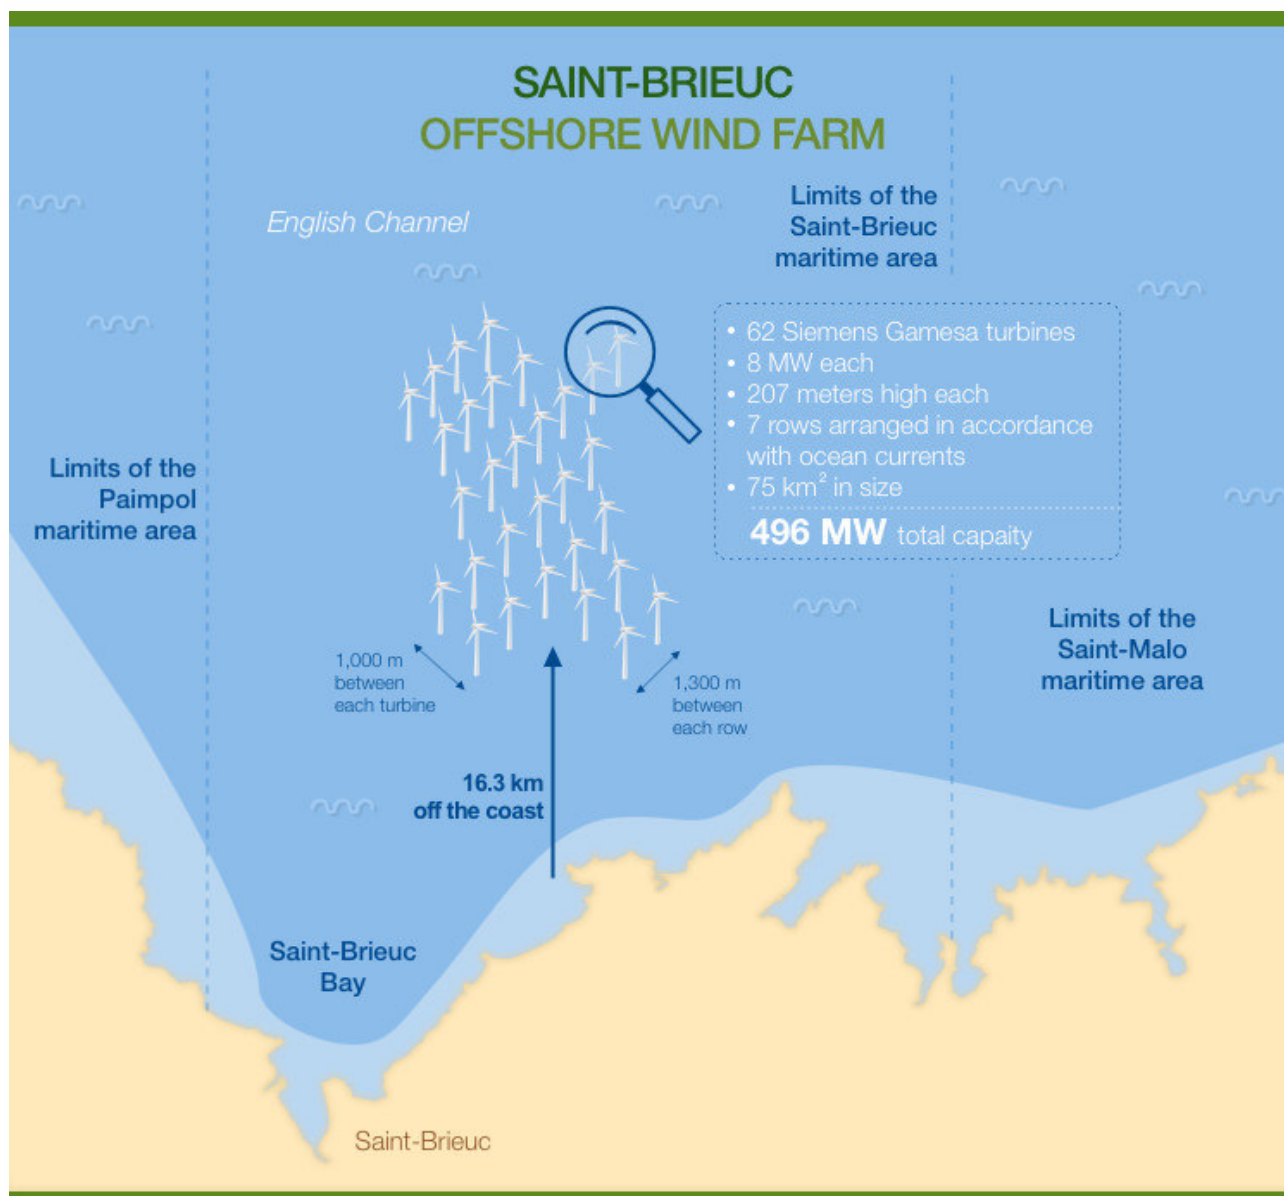 SAINT-BRIEUC
OFFSHORE WIND FARM
English Channel
Limits of the
Saint-Brieuc
maritime area
• 62 Siemens Gamesa turbines
• 8 MW each
• 207 meters high each
• 7 rows arranged in accordance
with ocean currents
• 75 km² in size
496 MW total capaity
Limits of the
Paimpol
maritime area
Limits of the
Saint-Malo
maritime area
1,000 m
between
each turbine
1,300 m
between
each row
16.3 km
off the coast
Saint-Brieuc
Bay
Saint-Brieuc